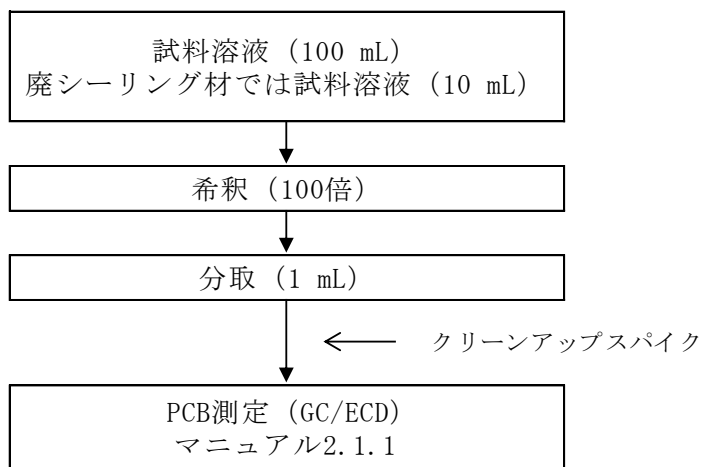 試料溶液（100 mL）
廃シーリング材では試料溶液（10 mL）
希釈（100倍）
分取（1 mL）
クリーンアップスパイク
PCB測定（GC/ECD）
マニュアル2.1.1